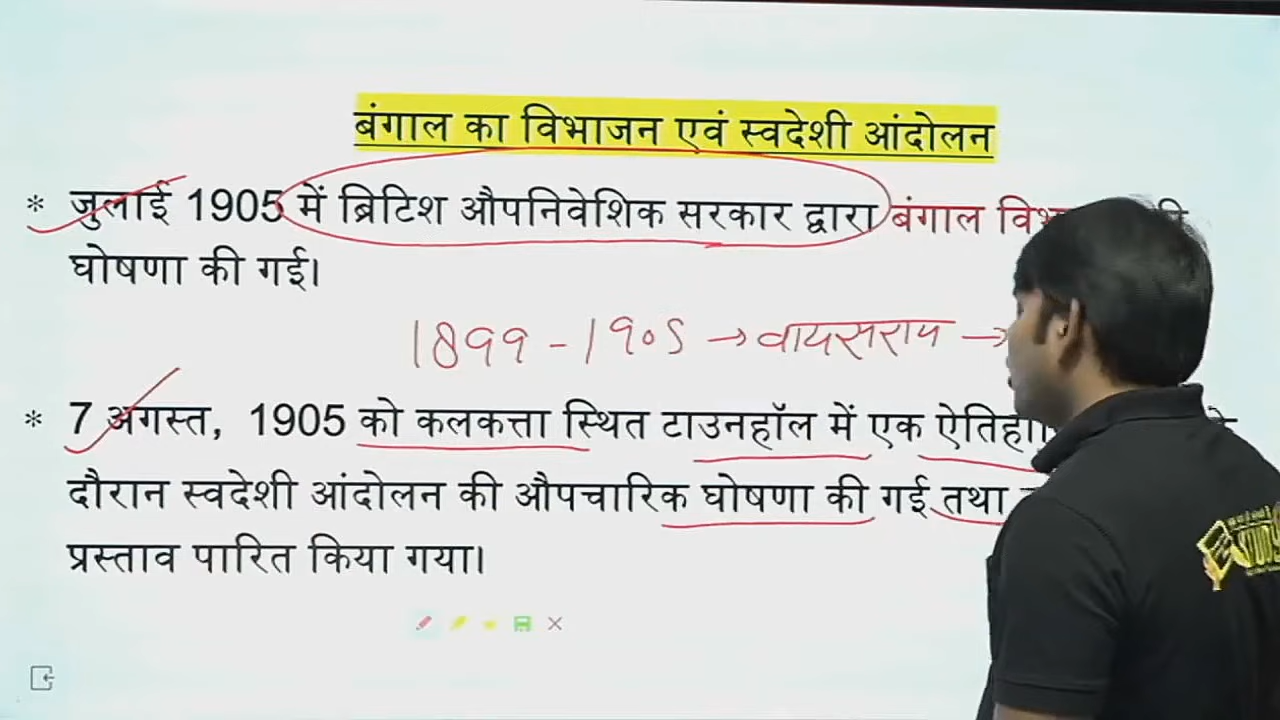 बंगाल का विभाजन एवं स्वदेशी आंदोलन
* जुलाई 1905 में ब्रिटिश औपनिवेशिक सरकार द्वारा बंगाल
घोषणा की गई।
1899 - 1905 → वायसराय →
* 7 अगस्त, 1905 को कलकत्ता स्थित टाउनहॉल में एक
दौरान स्वदेशी आंदोलन की औपचारिक घोषणा की गई तथा
प्रस्ताव पारित किया गया।